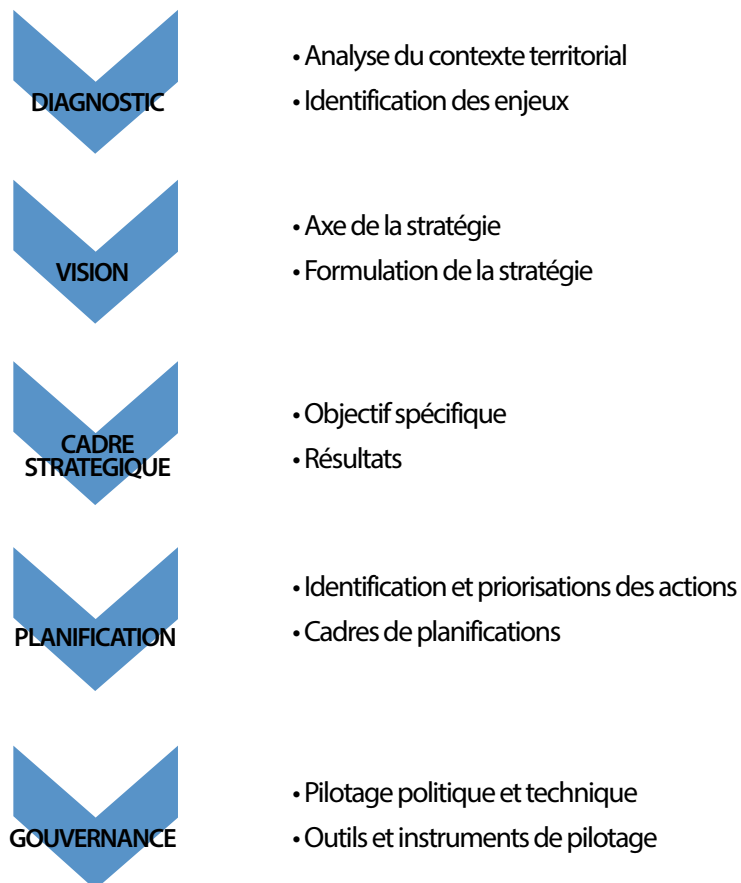 • Analyse du contexte territorial
DIAGNOSTIC
• Identification des enjeux
• Axe de la stratégie
VISION
• Formulation de la stratégie
• Objectif spécifique
CADRE
STRATEGIQUE
• Résultats
• Identification et priorisations des actions
PLANIFICATION
• Cadres de planifications
• Pilotage politique et technique
GOUVERNANCE
• Outils et instruments de pilotage